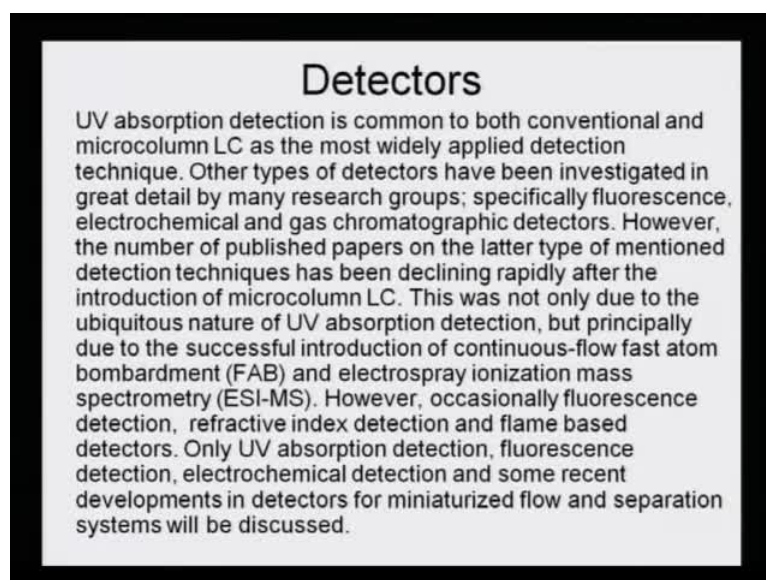 Detectors
UV absorption detection is common to both conventional and
microcolumn LC as the most widely applied detection
technique. Other types of detectors have been investigated in
great detail by many research groups; specifically fluorescence,
electrochemical and gas chromatographic detectors. However,
the number of published papers on the latter type of mentioned
detection techniques has been declining rapidly after the
introduction of microcolumn LC. This was not only due to the
ubiquitous nature of UV absorption detection, but principally
due to the successful introduction of continuous-flow fast atom
bombardment (FAB) and electrospray ionization mass
spectrometry (ESI-MS). However, occasionally fluorescence
detection, refractive index detection and flame based
detectors. Only UV absorption detection, fluorescence
detection, electrochemical detection and some recent
developments in detectors for miniaturized flow and separation
systems will be discussed.